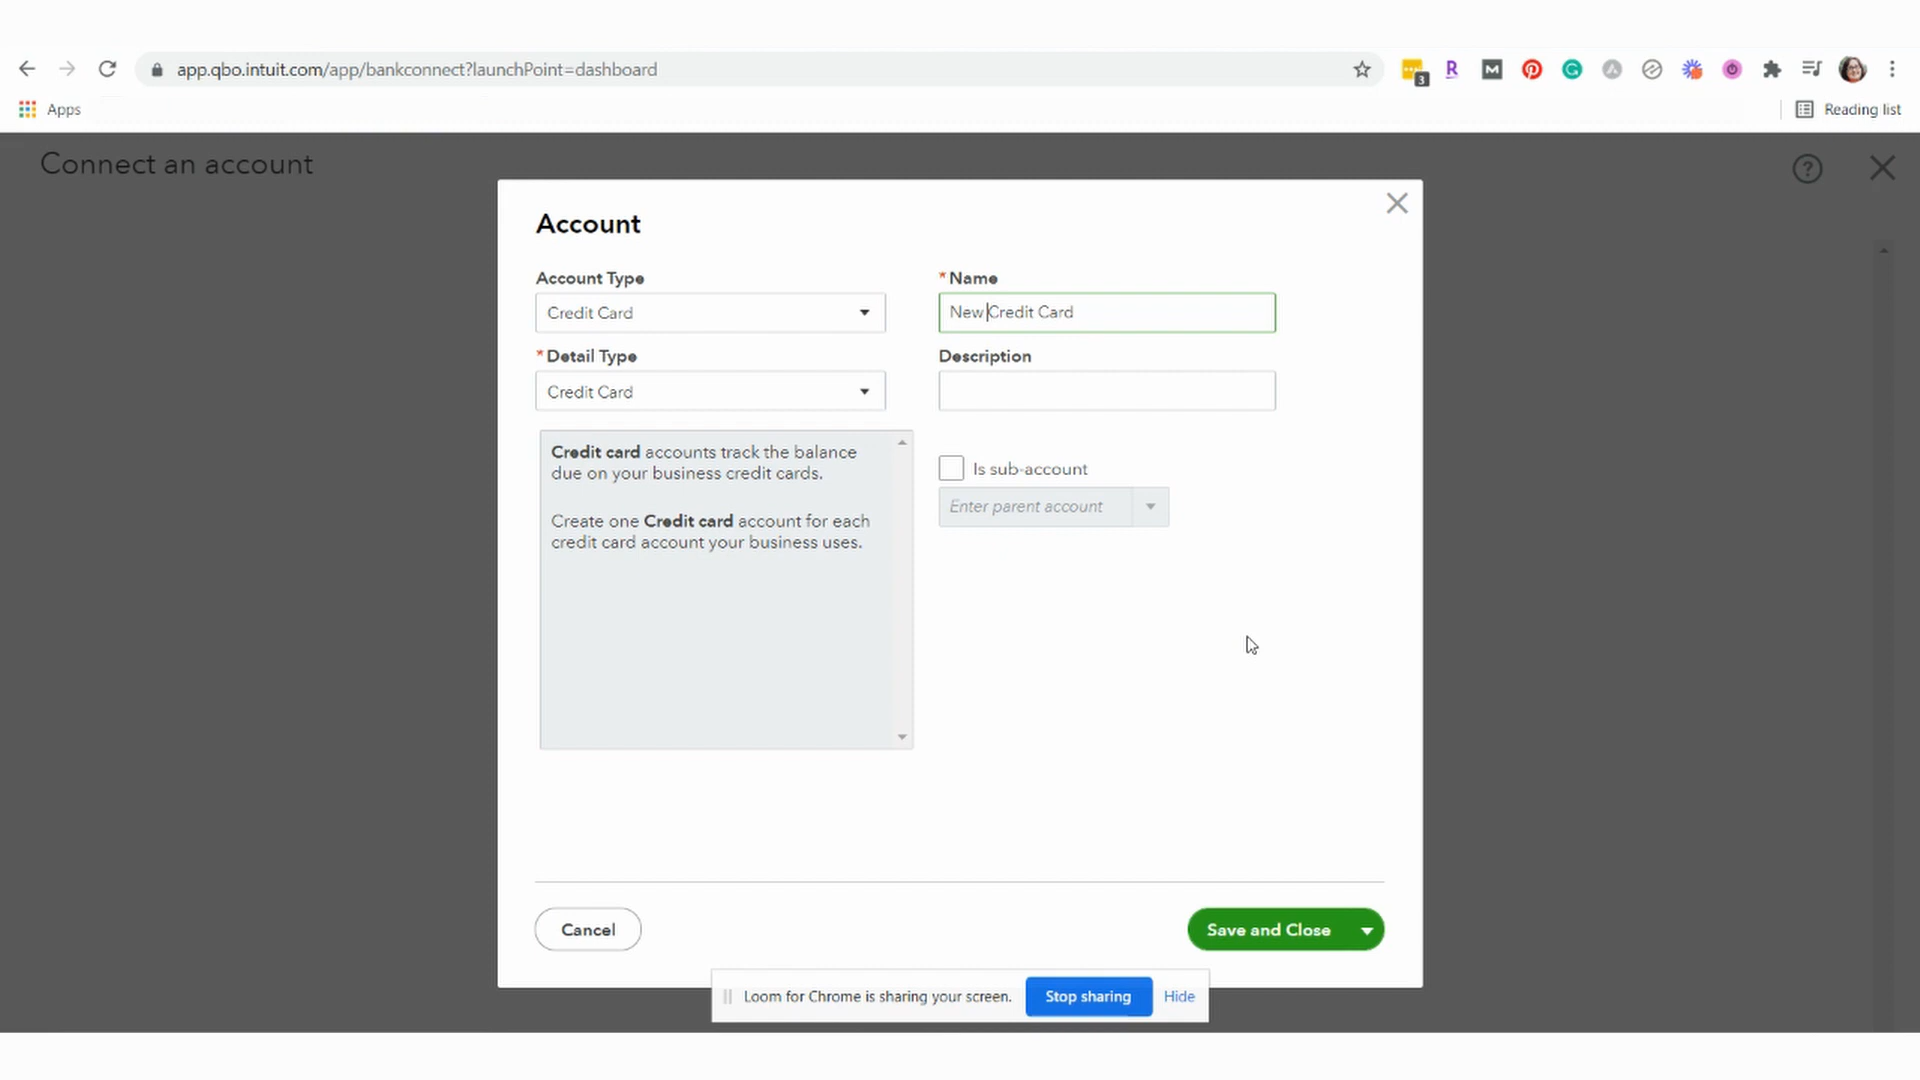 app.qbo.intuit.com/app/bankconnect?launchPoint=dashboard
3
Apps
Reading list
Connect an account
Account
Account Type
* Name
Credit Card
New Credit Card
* Detail Type
Description
Credit Card
Credit card accounts track the balance
due on your business credit cards.
Create one Credit card account for each
credit card account your business uses.
Is sub-account
Enter parent account
Cancel
Save and Close
Loom for Chrome is sharing your screen.
Stop sharing
Hide